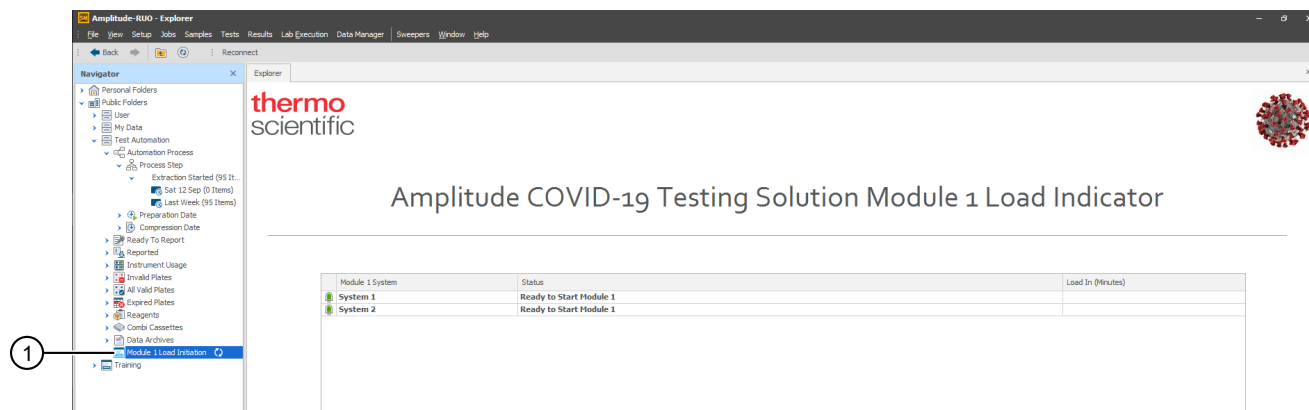 Amplitude-RUO - Explorer
File View Setup Jobs Samples Tests Results Lab Execution Data Manager Sweepers Window Help
Back Reconnect
Navigator
Explorer
Personal Folders
Public Folders
User
My Data
Test Automation
Automation Process
Process Step
Extraction Started (95 It...
Sat 12 Sep (0 Items)
Last Week (95 Items)
Preparation Date
Compression Date
Ready To Report
Reported
Instrument Usage
Invalid Plates
All Valid Plates
Expired Plates
Reagents
Combi Cassettes
Data Archives
Module 1 Load Initiation
Training
1
thermo
scientific
Amplitude COVID-19 Testing Solution Module 1 Load Indicator
Module 1 System Status Load In (Minutes)
System 1 Ready to Start Module 1
System 2 Ready to Start Module 1